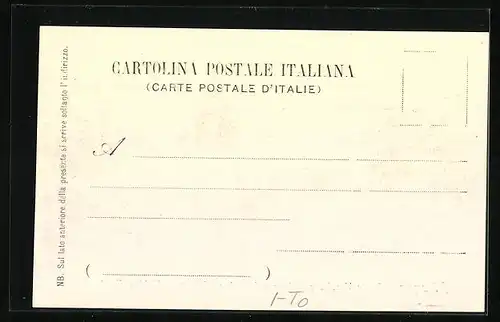 CARTOLINA POSTALE ITALIANA
(CARTE POSTALE D'ITALIE)
A
( )
I-TO
NB. Sul lato anteriore della presente si scrive soltanto l'indirizzo.